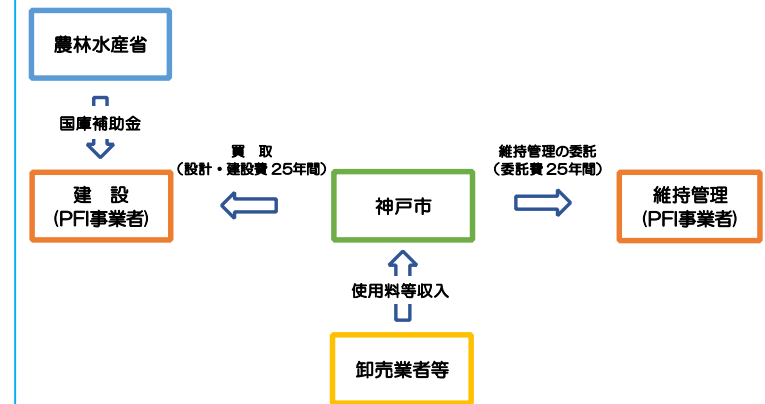 農林水産省
国庫補助金
買 取
(設計・建設費 25年間)
維持管理の委託
(委託費 25年間)
建 設
(PFI事業者)
神戸市
維持管理
(PFI事業者)
使用料等収入
卸売業者等